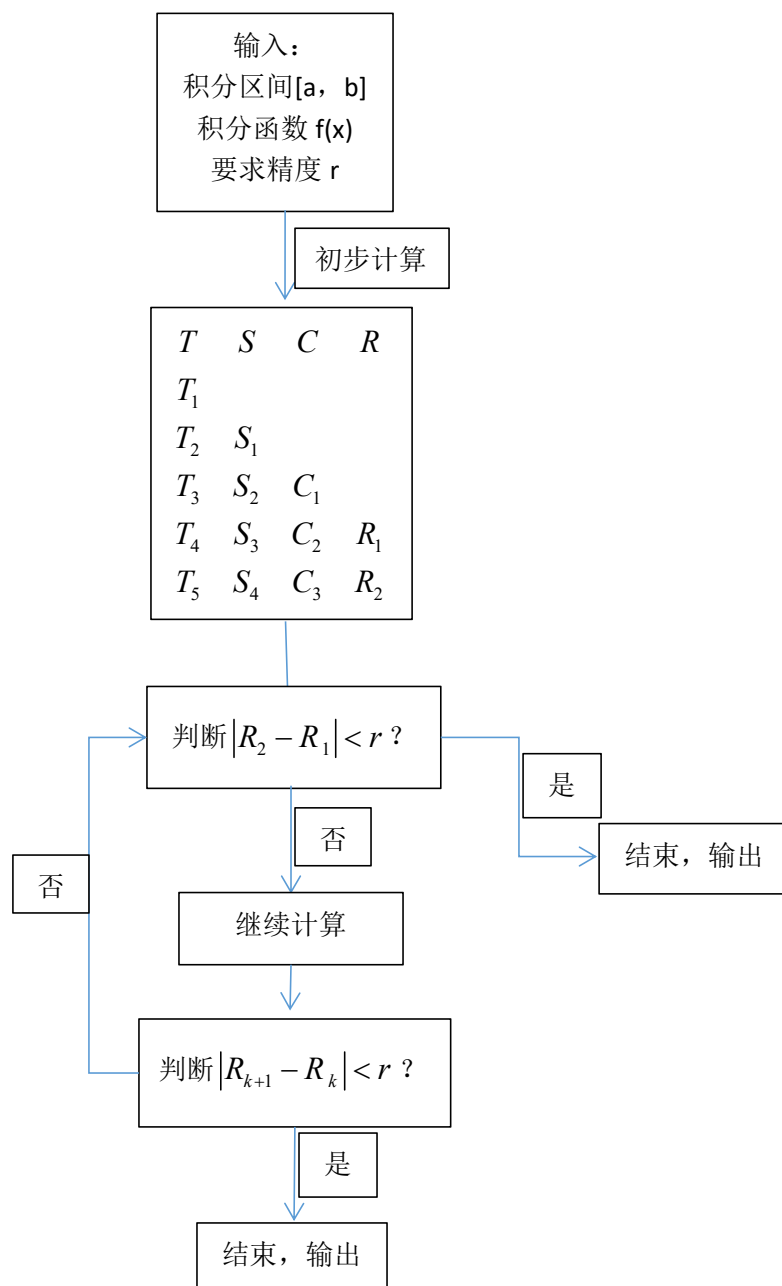 输入：
积分区间[a，b]
积分函数 f(x)
要求精度 r
初步计算
T S C R
T₁
T₂ S₁
T₃ S₂ C₁
T₄ S₃ C₂ R₁
T₅ S₄ C₃ R₂
判断|R₂ − R₁| < r？
是
否
结束，输出
否
继续计算
判断|Rₖ₊₁ − Rₖ| < r？
是
结束，输出